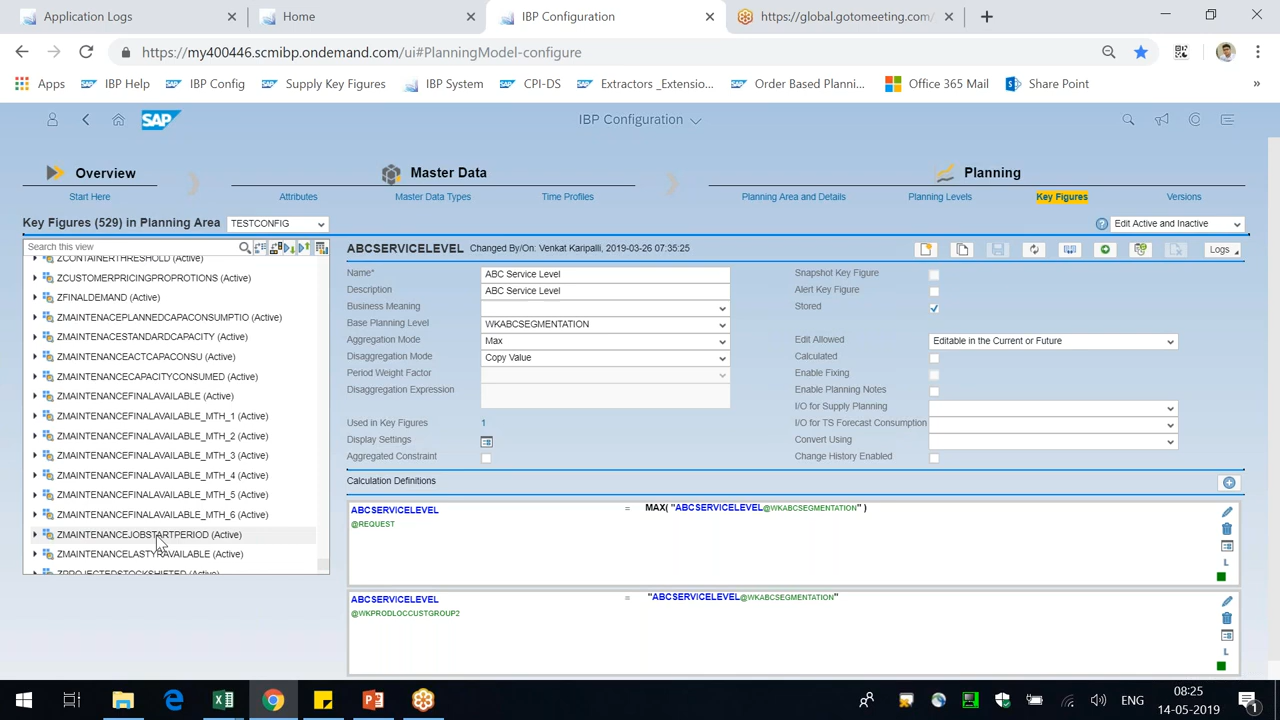 Application Logs
Home
IBP Configuration
https://global.gotomeeting.com/
https://my400446.scmibp.ondemand.com/ui#PlanningModel-configure
Apps
IBP Help
IBP Config
Supply Key Figures
IBP System
CPI-DS
Extractors _Extensio...
Order Based Planni...
Office 365 Mail
Share Point
»
SAP
IBP Configuration
Overview
Master Data
Planning
Start Here
Attributes
Master Data Types
Time Profiles
Planning Area and Details
Planning Levels
Key Figures
Versions
Key Figures (529) in Planning Area
TESTCONFIG
Edit Active and Inactive
Search this view
ZCONTAINERTHRESHOLD (Active)
ZCUSTOMERPRICINGPROPROTIONS (Active)
ZFINALDEMAND (Active)
ZMAINTENACEPLANNEDCAPACONSUMPTIO (Active)
ZMAINTENACESTANDARDCAPACITY (Active)
ZMAINTENANCEACTCAPACONSU (Active)
ZMAINTENANCECAPACITYCONSUMED (Active)
ZMAINTENANCEFINALAVAILABLE (Active)
ZMAINTENANCEFINALAVAILABLE_MTH_1 (Active)
ZMAINTENANCEFINALAVAILABLE_MTH_2 (Active)
ZMAINTENANCEFINALAVAILABLE_MTH_3 (Active)
ZMAINTENANCEFINALAVAILABLE_MTH_4 (Active)
ZMAINTENANCEFINALAVAILABLE_MTH_5 (Active)
ZMAINTENANCEFINALAVAILABLE_MTH_6 (Active)
ZMAINTENANCEJOBSTARTPERIOD (Active)
ZPROJECTEDSTOCKSHIFTED (Active)
ABCSERVICELEVEL Changed By/On: Venkat Karipalli, 2019-03-26 07:35:25
Logs
Name* ABC Service Level
Description ABC Service Level
Business Meaning
Base Planning Level WKABCSEGMENTATION
Aggregation Mode Max
Disaggregation Mode Copy Value
Period Weight Factor
Disaggregation Expression
Used in Key Figures 1
Display Settings
Aggregated Constraint
Snapshot Key Figure
Alert Key Figure
Stored
Edit Allowed Editable in the Current or Future
Calculated
Enable Fixing
Enable Planning Notes
I/O for Supply Planning
I/O for TS Forecast Consumption
Convert Using
Change History Enabled
Calculation Definitions
ABCSERVICELEVEL = MAX( "ABCSERVICELEVEL@WKABCSEGMENTATION" )
@REQUEST
L
ABCSERVICELEVEL = "ABCSERVICELEVEL@WKABCSEGMENTATION"
@WKPRODLOCCUSTGROUP2
L
ENG
08:25
14-05-2019
1